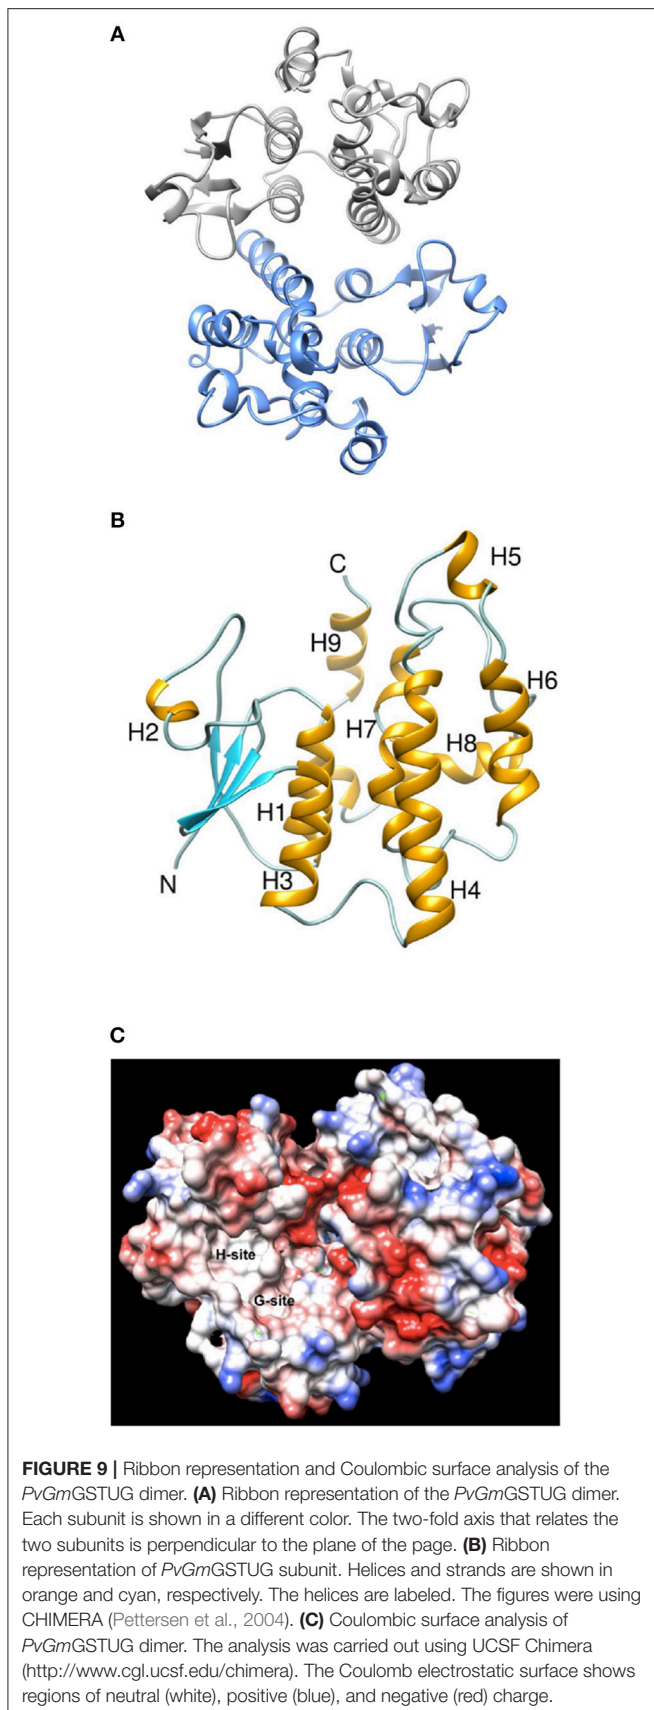 A
B
C
H5
H9
H6
H2
H7
H8
H1
N
H3
H4
C
H-site
G-site
FIGURE 9 | Ribbon representation and Coulombic surface analysis of the
PvGmGSTUG dimer. (A) Ribbon representation of the PvGmGSTUG dimer.
Each subunit is shown in a different color. The two-fold axis that relates the
two subunits is perpendicular to the plane of the page. (B) Ribbon
representation of PvGmGSTUG subunit. Helices and strands are shown in
orange and cyan, respectively. The helices are labeled. The figures were using
CHIMERA (Pettersen et al., 2004). (C) Coulombic surface analysis of
PvGmGSTUG dimer. The analysis was carried out using UCSF Chimera
(http://www.cgl.ucsf.edu/chimera). The Coulomb electrostatic surface shows
regions of neutral (white), positive (blue), and negative (red) charge.